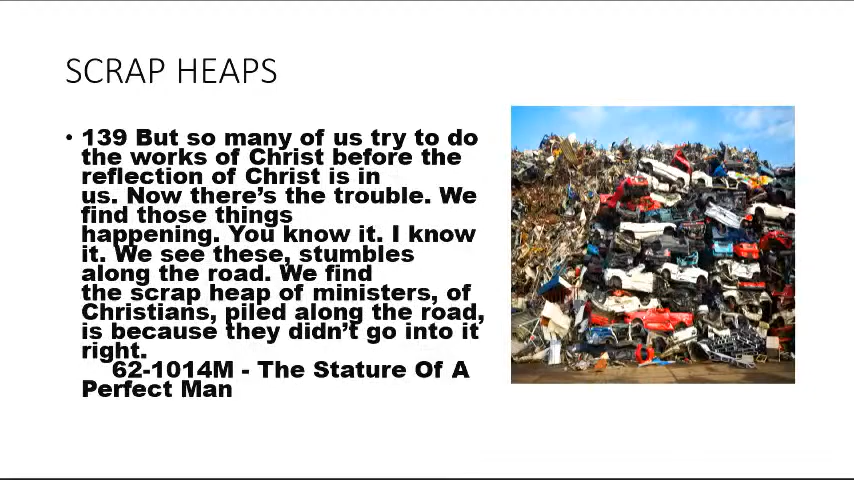 SCRAP HEAPS
• 139 But so many of us try to do
the works of Christ before the
reflection of Christ is in
us. Now there's the trouble. We
find those things
happening. You know it. I know
it. We see these, stumbles
along the road. We find
the scrap heap of ministers, of
Christians, piled along the road,
is because they didn't go into it
right.
62-1014M - The Stature Of A
Perfect Man